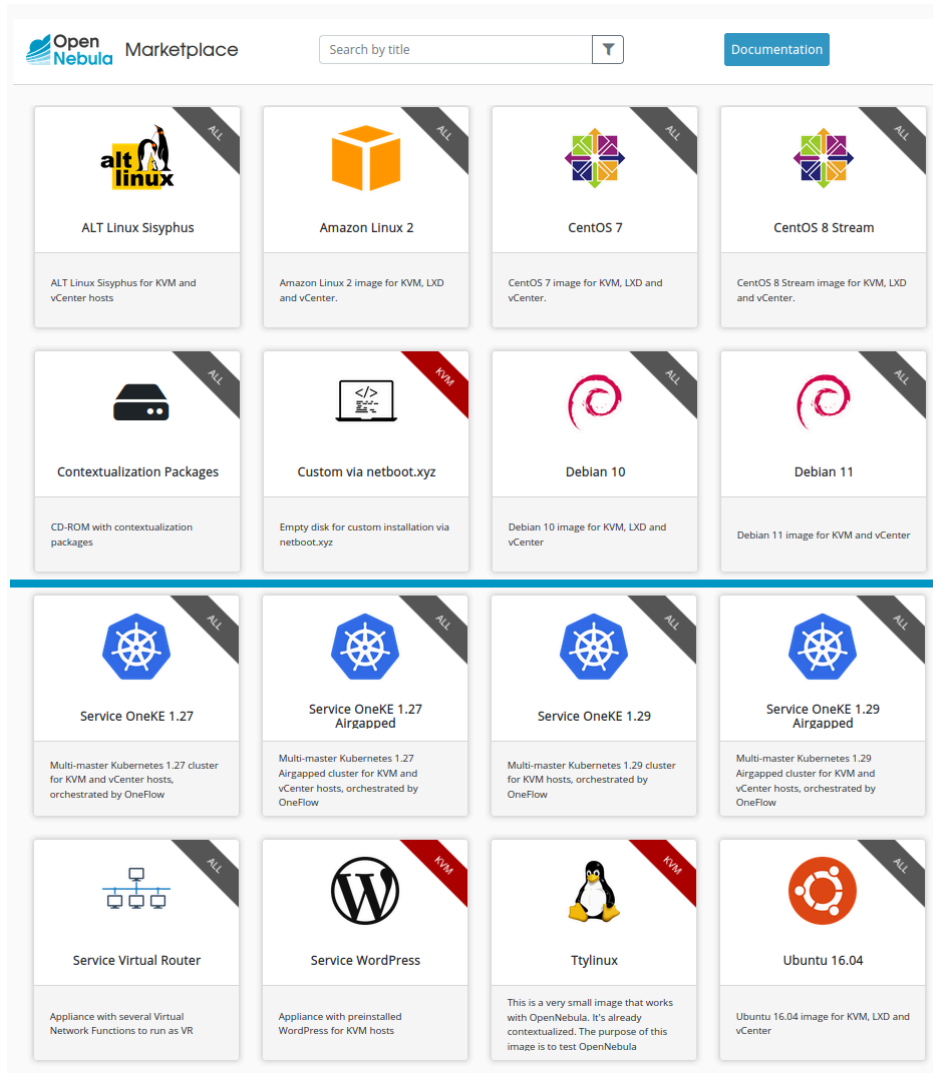 Open
Nebula
Marketplace
Search by title
Documentation
ALL
ALL
ALL
ALL
alt
linux
ALT Linux Sisyphus
Amazon Linux 2
CentOS 7
CentOS 8 Stream
ALT Linux Sisyphus for KVM and
vCenter hosts
Amazon Linux 2 image for KVM, LXD
and vCenter.
CentOS 7 image for KVM, LXD and
vCenter.
CentOS 8 Stream image for KVM, LXD
and vCenter.
ALL
KVM
ALL
ALL
</>
Contextualization Packages
Custom via netboot.xyz
Debian 10
Debian 11
CD-ROM with contextualization
packages
Empty disk for custom installation via
netboot.xyz
Debian 10 image for KVM, LXD and
vCenter
Debian 11 image for KVM and vCenter
ALL
ALL
ALL
ALL
Service OneKE 1.27
Service OneKE 1.27
Airgapped
Service OneKE 1.29
Service OneKE 1.29
Airgapped
Multi-master Kubernetes 1.27 cluster
for KVM and vCenter hosts,
orchestrated by OneFlow
Multi-master Kubernetes 1.27
Airgapped cluster for KVM and
vCenter hosts, orchestrated by
OneFlow
Multi-master Kubernetes 1.29 cluster
for KVM hosts, orchestrated by
OneFlow
Multi-master Kubernetes 1.29
Airgapped cluster for KVM and
vCenter hosts, orchestrated by
OneFlow
ALL
KVM
KVM
ALL
Service Virtual Router
Service WordPress
Ttylinux
Ubuntu 16.04
Appliance with several Virtual
Network Functions to run as VR
Appliance with preinstalled
WordPress for KVM hosts
This is a very small image that works
with OpenNebula. It's already
contextualized. The purpose of this
image is to test OpenNebula
Ubuntu 16.04 image for KVM, LXD and
vCenter